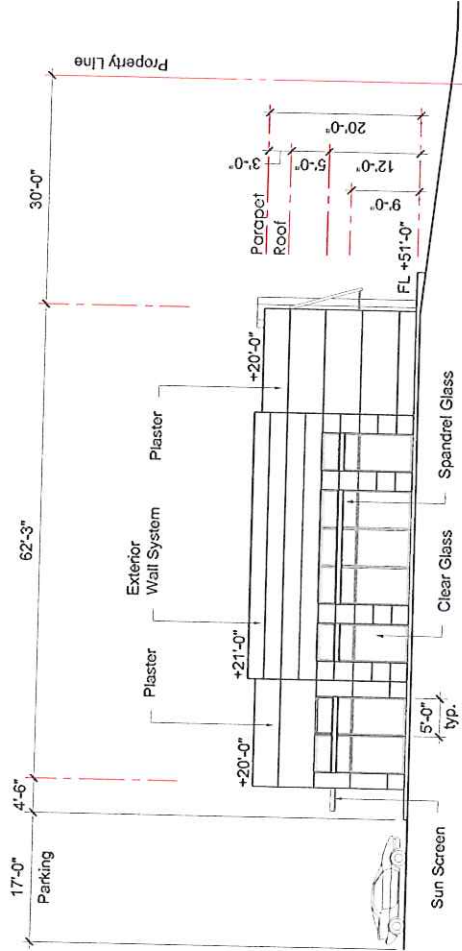 17'-0"
4'-6"
62'-3"
30'-0"
Parking
Property Line
Plaster
Exterior
Wall System
Plaster
+20'-0"
+21'-0"
+20'-0"
Parapet
Roof
3'-0"
5'-0"
12'-0"
9'-0"
20'-0"
FL +51'-0"
5'-0"
typ.
Sun Screen
Clear Glass
Spandrel Glass